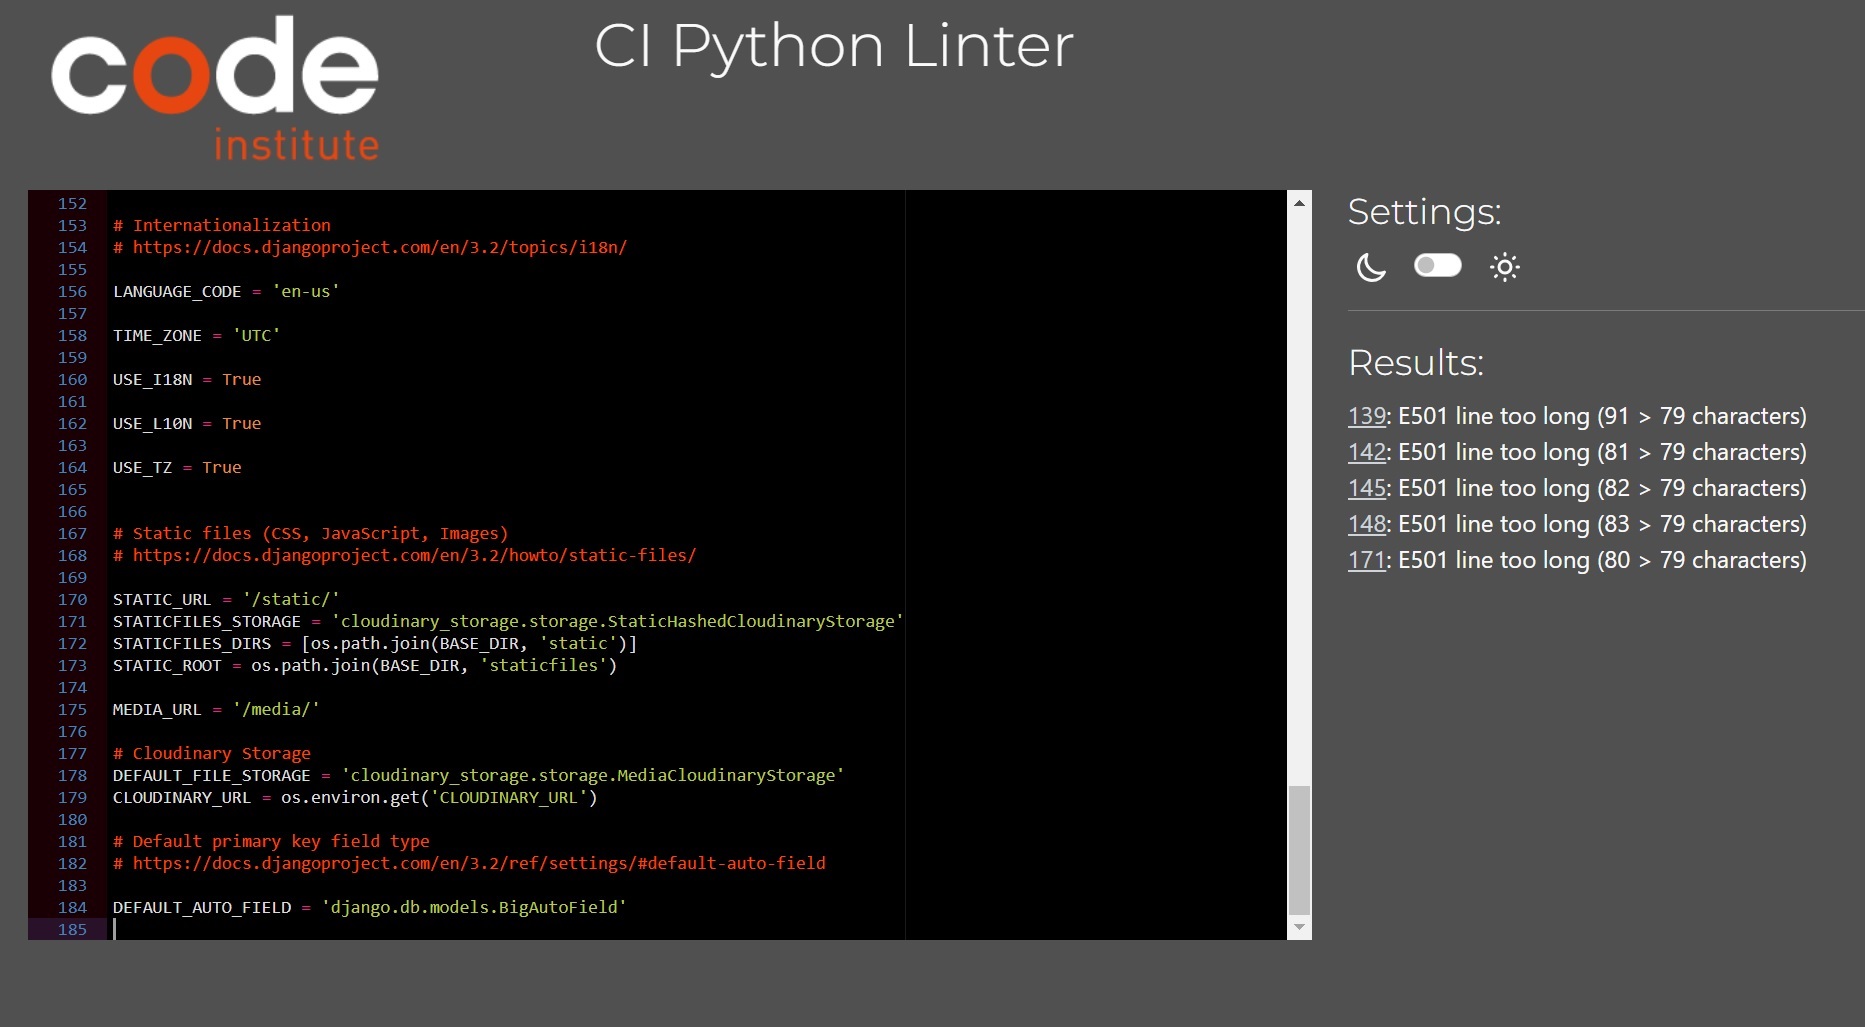 code
institute
CI Python Linter
152
153 # Internationalization
154 # https://docs.djangoproject.com/en/3.2/topics/i18n/
155
156 LANGUAGE_CODE = 'en-us'
157
158 TIME_ZONE = 'UTC'
159
160 USE_I18N = True
161
162 USE_L10N = True
163
164 USE_TZ = True
165
166
167 # Static files (CSS, JavaScript, Images)
168 # https://docs.djangoproject.com/en/3.2/howto/static-files/
169
170 STATIC_URL = '/static/'
171 STATICFILES_STORAGE = 'cloudinary_storage.storage.StaticHashedCloudinaryStorage'
172 STATICFILES_DIRS = [os.path.join(BASE_DIR, 'static')]
173 STATIC_ROOT = os.path.join(BASE_DIR, 'staticfiles')
174
175 MEDIA_URL = '/media/'
176
177 # Cloudinary Storage
178 DEFAULT_FILE_STORAGE = 'cloudinary_storage.storage.MediaCloudinaryStorage'
179 CLOUDINARY_URL = os.environ.get('CLOUDINARY_URL')
180
181 # Default primary key field type
182 # https://docs.djangoproject.com/en/3.2/ref/settings/#default-auto-field
183
184 DEFAULT_AUTO_FIELD = 'django.db.models.BigAutoField'
185
Settings:
Results:
139: E501 line too long (91 > 79 characters)
142: E501 line too long (81 > 79 characters)
145: E501 line too long (82 > 79 characters)
148: E501 line too long (83 > 79 characters)
171: E501 line too long (80 > 79 characters)